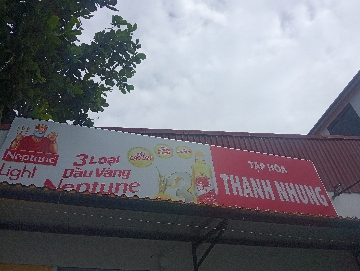 Neptune
Light
3 Loại
Dầu Vàng
Neptune
TẠP HÓA
THANH NHUNG